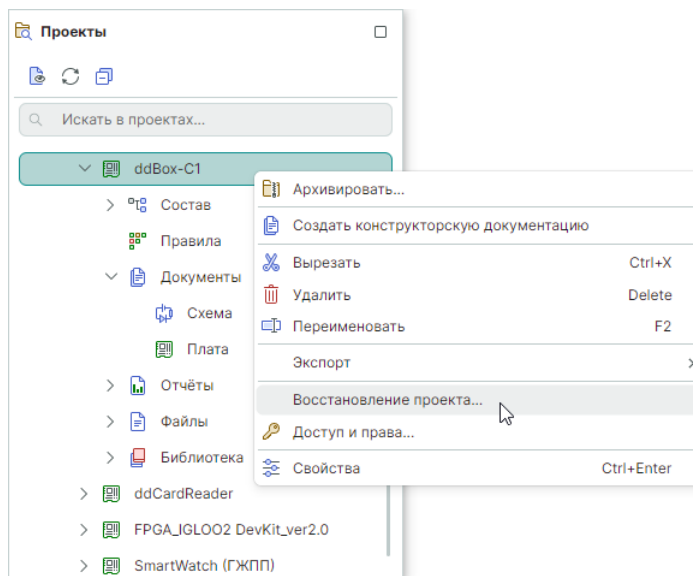 Проекты
Искать в проектах...
ddBox-C1
Архивировать...
Состав
Создать конструкторскую документацию
Правила
Вырезать Ctrl+X
Документы
Удалить Delete
Схема
Переименовать F2
Плата
Экспорт
Отчёты
Восстановление проекта...
Файлы
Доступ и права...
Библиотека
Свойства Ctrl+Enter
ddCardReader
FPGA_IGLOO2 DevKit_ver2.0
SmartWatch (ГЖПП)